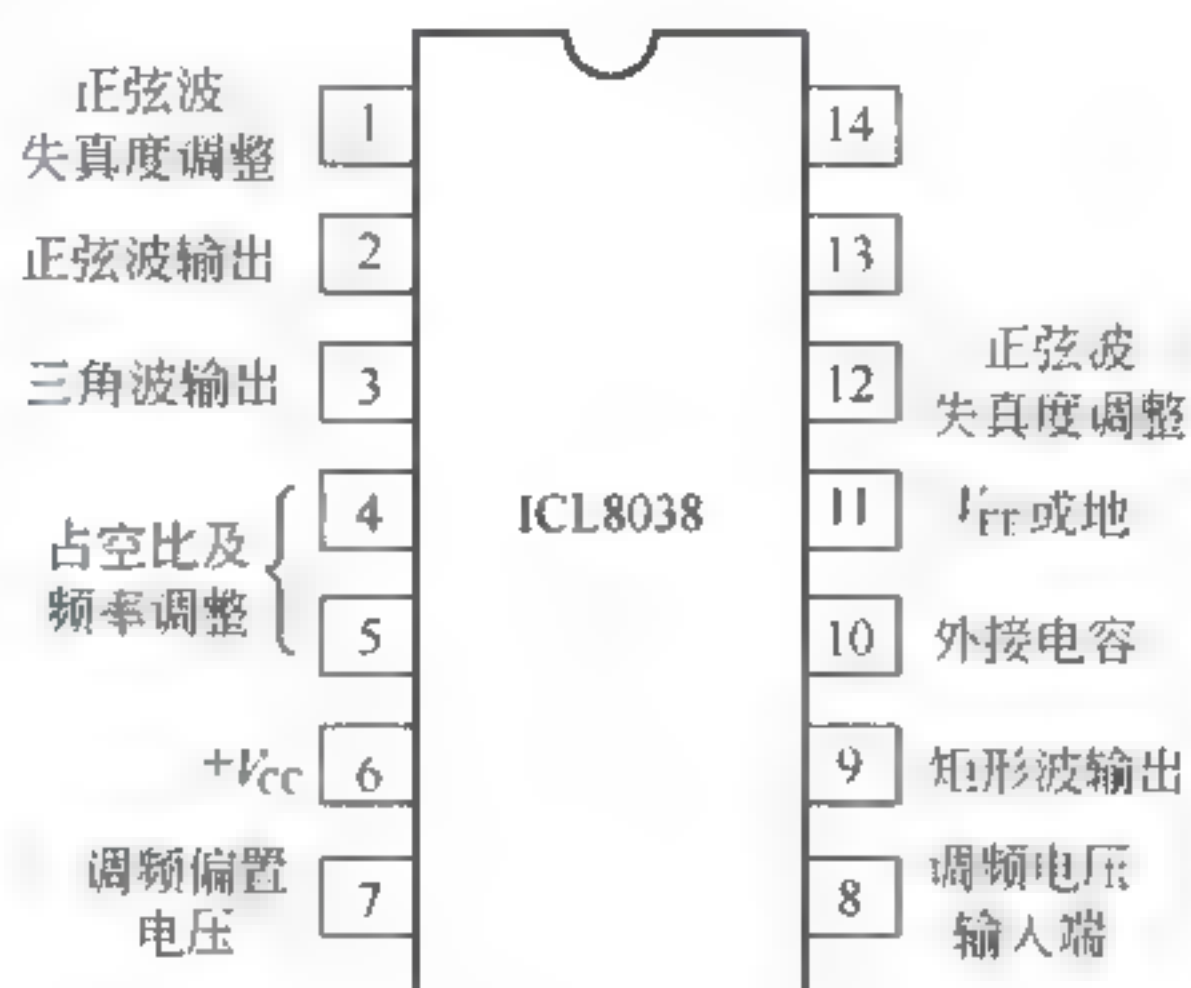 正弦波
失真度调整
1
正弦波输出
2
三角波输出
3
占空比及
频率调整
4
5
+VCC
6
调频偏置
电压
7
ICL8038
14
13
12
正弦波
失真度调整
11
或地
10
外接电容
9
矩形波输出
8
调频电压
输入端